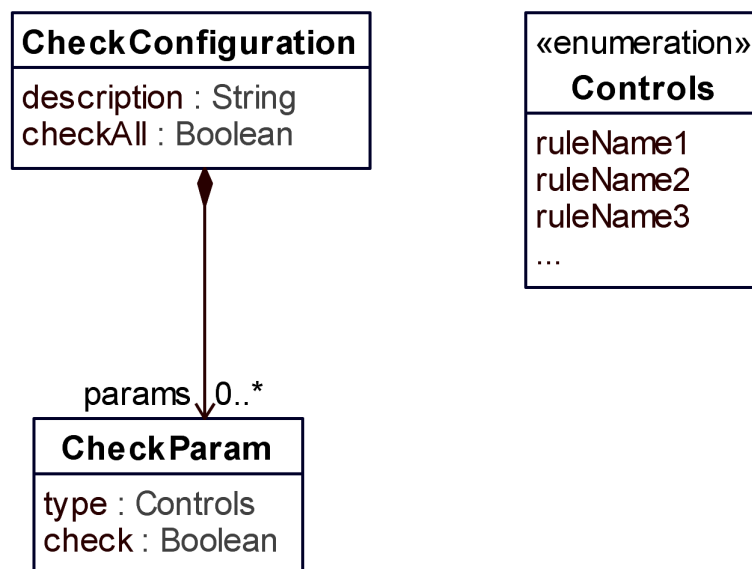 CheckConfiguration
description : String
checkAll : Boolean
«enumeration»
Controls
ruleName1
ruleName2
ruleName3
...
params 0..*
CheckParam
type : Controls
check : Boolean